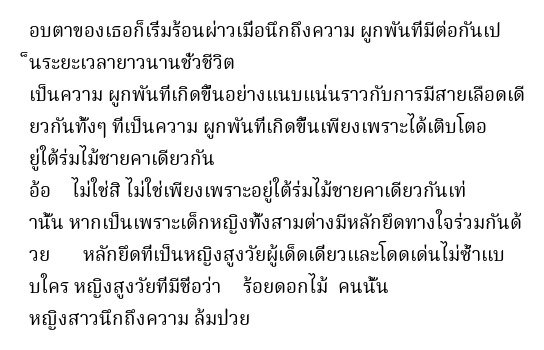 อบตาของเธอก็เริ่มร้อนผ่าวเมื่อนึกถึงความ ผูกพันที่มีต่อกันเป
็นระยะเวลายาวนานชั่วชีวิต
เป็นความ ผูกพันที่เกิดขึ้นอย่างแนบแน่นราวกับการมีสายเลือดเดี
ยวกันทั้งๆ ที่เป็นความ ผูกพันที่เกิดขึ้นเพียงเพราะได้เติบโตอ
ยู่ใต้ร่มไม้ชายคาเดียวกัน
อ้อ ไม่ใช่สิ ไม่ใช่เพียงเพราะอยู่ใต้ร่มไม้ชายคาเดียวกันเท่
านั้น หากเป็นเพราะเด็กหญิงทั้งสามต่างมีหลักยึดทางใจร่วมกันด้
วย หลักยึดที่เป็นหญิงสูงวัยผู้เด็ดเดี่ยวและโดดเด่นไม่ซ้ำแบ
บใคร หญิงสูงวัยที่มีชื่อว่า ร้อยดอกไม้ คนนั้น
หญิงสาวนึกถึงความ ล้มป่วย